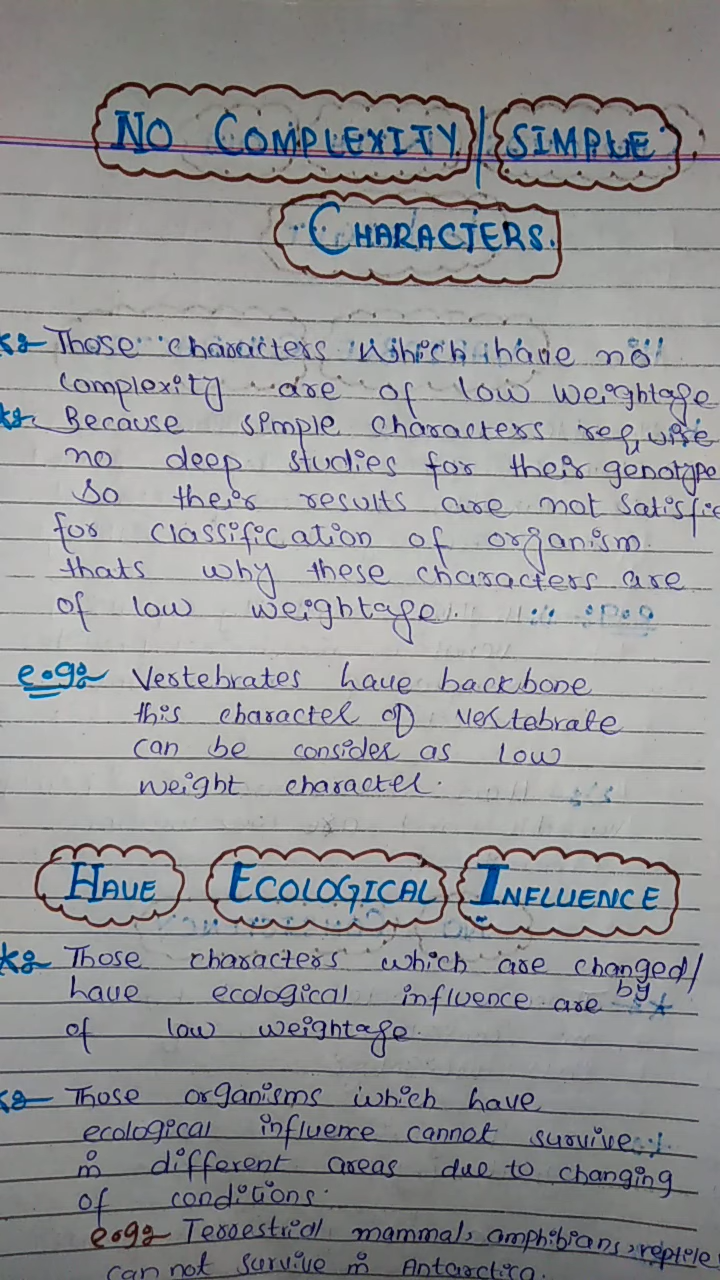 NO COMPLEXITY / SIMPLE
CHARACTERS.
Those characters which have no
complexity are of low weightage
Because simple characters require
no deep studies for their genotype
so their results are not satisfie
for classification of organism.
thats why these characters are
of low weightage.
e.g:- Vertebrates have backbone
this character of vertebrate
can be consider as low
weight character.
HAVE ECOLOGICAL INFLUENCE
Those characters which are changed/
have ecological influence are by
of low weightage.
Those organisms which have
ecological influence cannot survive
in different areas due to changing
of conditions.
e.g:- Terrestrial mammals, amphibians, reptile
can not survive in Antarctica.